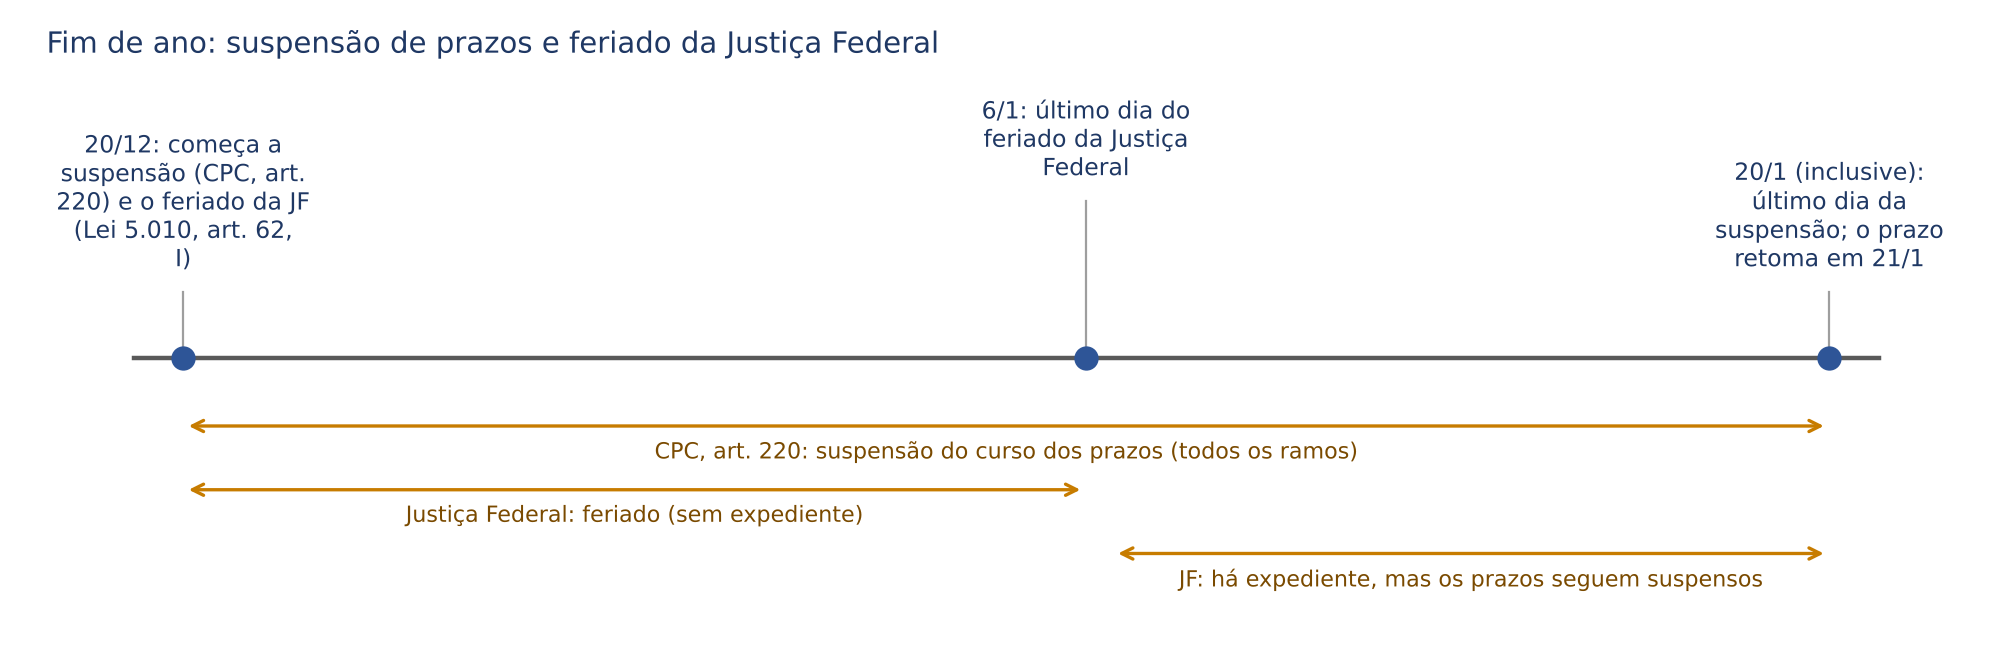 Fim de ano: suspensão de prazos e feriado da Justiça Federal
20/12: começa a
suspensão (CPC, art.
220) e o feriado da JF
(Lei 5.010, art. 62,
I)
6/1: último dia do
feriado da Justiça
Federal
20/1 (inclusive):
último dia da
suspensão; o prazo
retoma em 21/1
CPC, art. 220: suspensão do curso dos prazos (todos os ramos)
Justiça Federal: feriado (sem expediente)
JF: há expediente, mas os prazos seguem suspensos